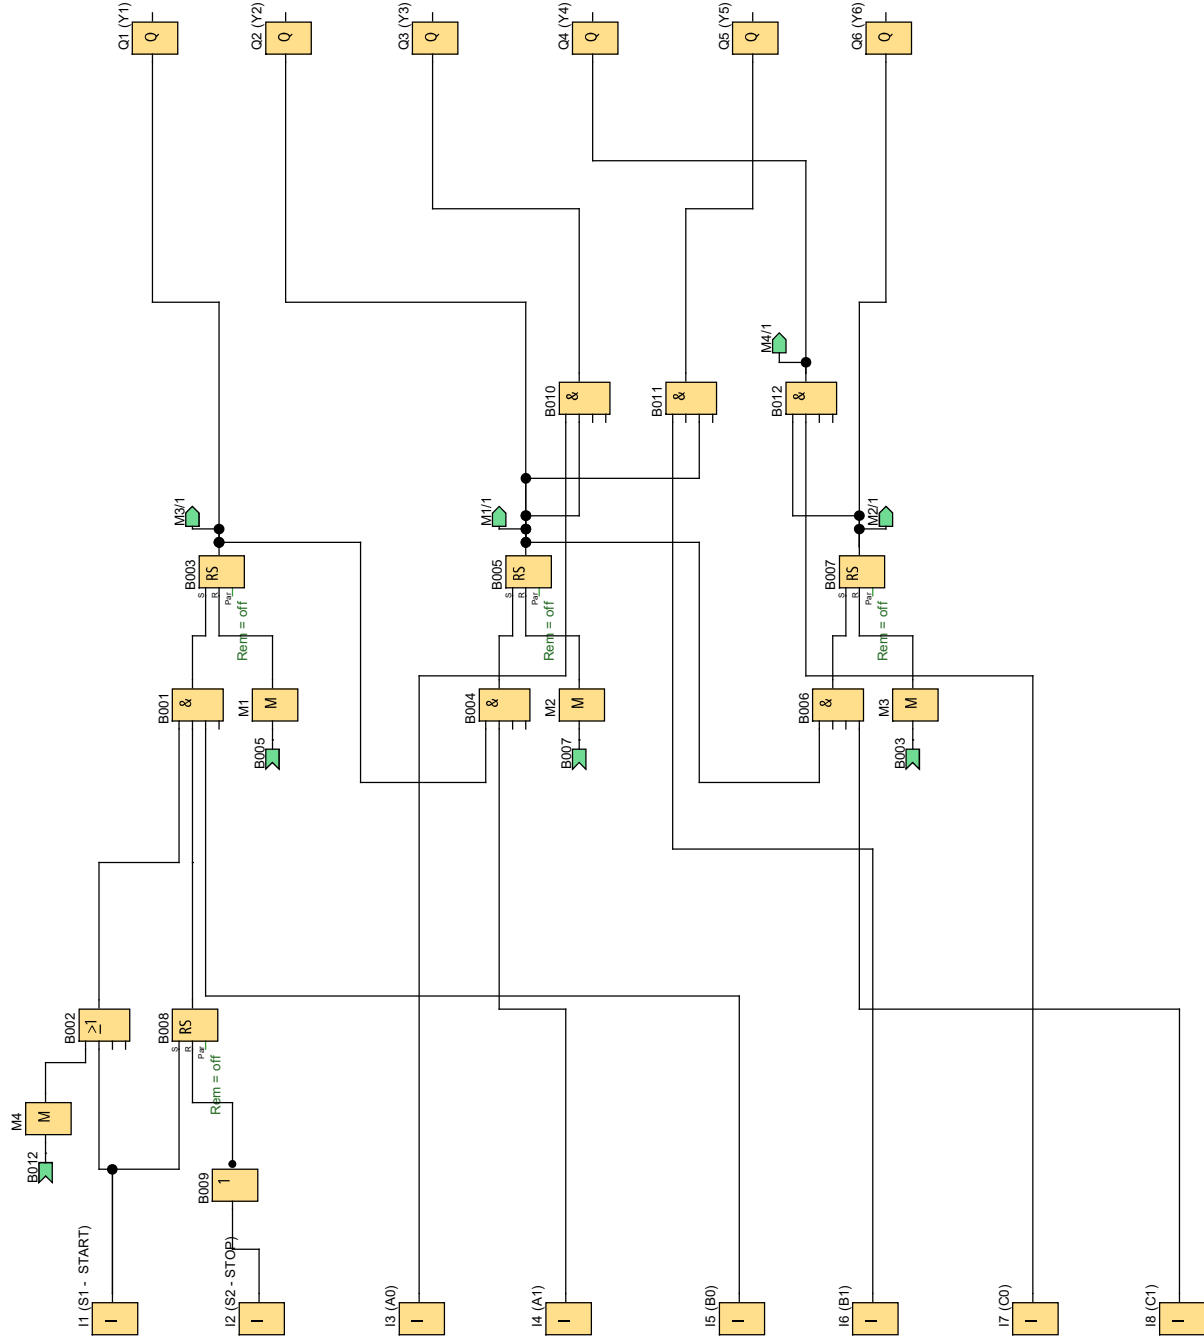 Q1 (Y1)
Q
Q2 (Y2)
Q
Q3 (Y3)
Q
Q4 (Y4)
Q
Q5 (Y5)
Q
Q6 (Y6)
Q
M4/1
B010
&
B011
&
B012
&
M3/1
M1/1
M2/1
B003
RS
S
R
Par
Rem = off
B005
RS
S
R
Par
Rem = off
B007
RS
S
R
Par
Rem = off
B001
&
M1
M
B005
B004
&
M2
M
B007
B006
&
M3
M
B003
B002
≥1
B008
RS
S
R
Par
Rem = off
M4
M
B012
B009
1
I1 (S1 - START)
I
I2 (S2 - STOP)
I
I3 (A0)
I
I4 (A1)
I
I5 (B0)
I
I6 (B1)
I
I7 (C0)
I
I8 (C1)
I